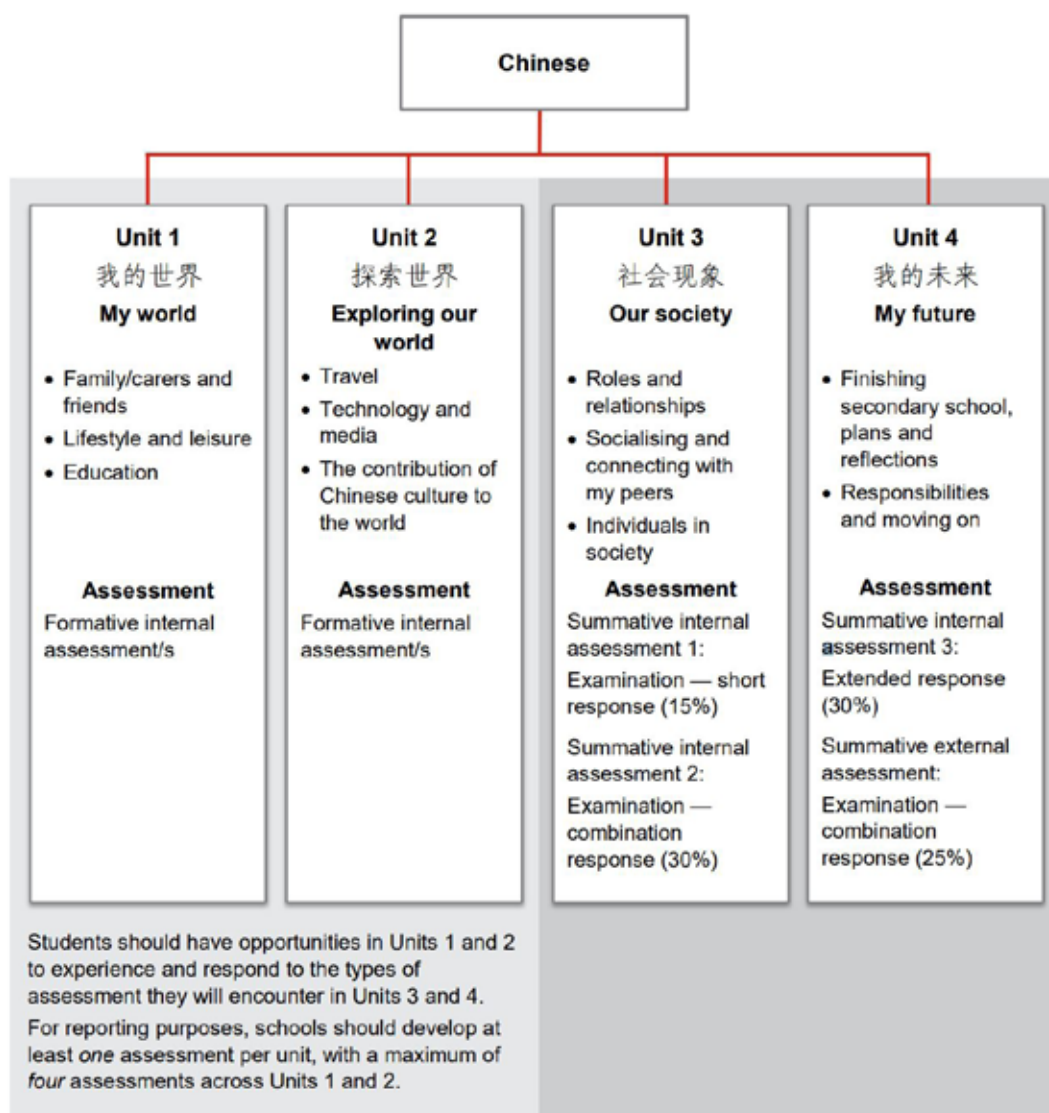 Chinese
Unit 1
我的世界
My world
• Family/carers and
friends
• Lifestyle and leisure
• Education
Assessment
Formative internal
assessment/s
Unit 2
探索世界
Exploring our
world
• Travel
• Technology and
media
• The contribution of
Chinese culture to
the world
Assessment
Formative internal
assessment/s
Unit 3
社会现象
Our society
• Roles and
relationships
• Socialising and
connecting with
my peers
• Individuals in
society
Assessment
Summative internal
assessment 1:
Examination — short
response (15%)
Summative internal
assessment 2:
Examination —
combination
response (30%)
Unit 4
我的未来
My future
• Finishing
secondary school,
plans and
reflections
• Responsibilities
and moving on
Assessment
Summative internal
assessment 3:
Extended response
(30%)
Summative external
assessment:
Examination —
combination
response (25%)
Students should have opportunities in Units 1 and 2
to experience and respond to the types of
assessment they will encounter in Units 3 and 4.
For reporting purposes, schools should develop at
least one assessment per unit, with a maximum of
four assessments across Units 1 and 2.